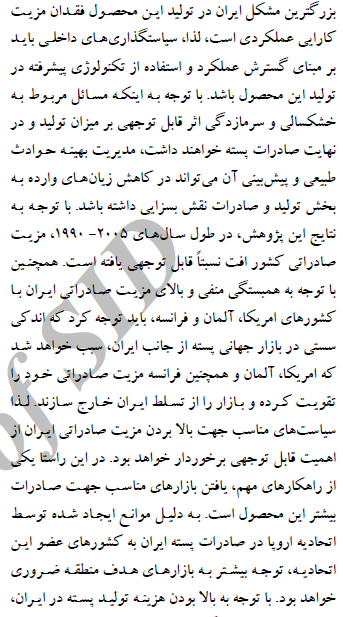 بزرگترین مشکل ایران در تولید این محصول فقدان مزیت
کارایی عملکردی است، لذا، سیاستگذاری‌های داخلی باید
بر مبنای گسترش عملکرد و استفاده از تکنولوژی پیشرفته در
تولید این محصول باشد. با توجه به اینکه مسائل مربوط به
خشکسالی و سرمازدگی اثر قابل توجهی بر میزان تولید و در
نهایت صادرات پسته خواهند داشت، مدیریت بهینه حوادث
طبیعی و پیش‌بینی آن می‌تواند در کاهش زیان‌های وارده به
بخش تولید و صادرات نقش بسزایی داشته باشد. با توجه به
نتایج این پژوهش، در طول سال‌های ۲۰۰۵- ۱۹۹۰، مزیت
صادراتی کشور افت نسبتاً قابل توجهی یافته است. همچنین
با توجه به همبستگی منفی و بالای مزیت صادراتی ایران با
کشورهای امریکا، آلمان و فرانسه، باید توجه کرد که اندکی
سستی در بازار جهانی پسته از جانب ایران، سبب خواهد شد
که امریکا، آلمان و همچنین فرانسه مزیت صادراتی خود را
تقویت کرده و بازار را از تسلط ایران خارج سازند. لذا
سیاست‌های مناسب جهت بالا بردن مزیت صادراتی ایران از
اهمیت قابل توجهی برخوردار خواهد بود. در این راستا یکی
از راهکارهای مهم، یافتن بازارهای مناسب جهت صادرات
بیشتر این محصول است. به دلیل موانع ایجاد شده توسط
اتحادیه اروپا در صادرات پسته ایران به کشورهای عضو این
اتحادیه، توجه بیشتر به بازارهای هدف منطقه ضروری
خواهد بود. با توجه به بالا بودن هزینه تولید پسته در ایران،
of SID